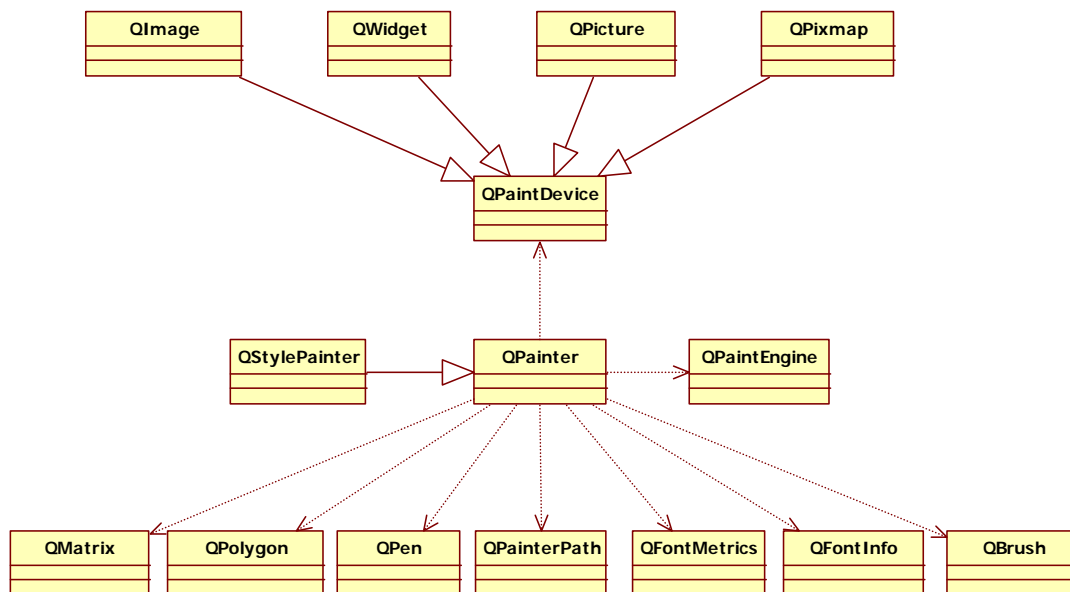 QImage
QWidget
QPicture
QPixmap
QPaintDevice
QStylePainter
QPainter
QPaintEngine
QMatrix
QPolygon
QPen
QPainterPath
QFontMetrics
QFontInfo
QBrush